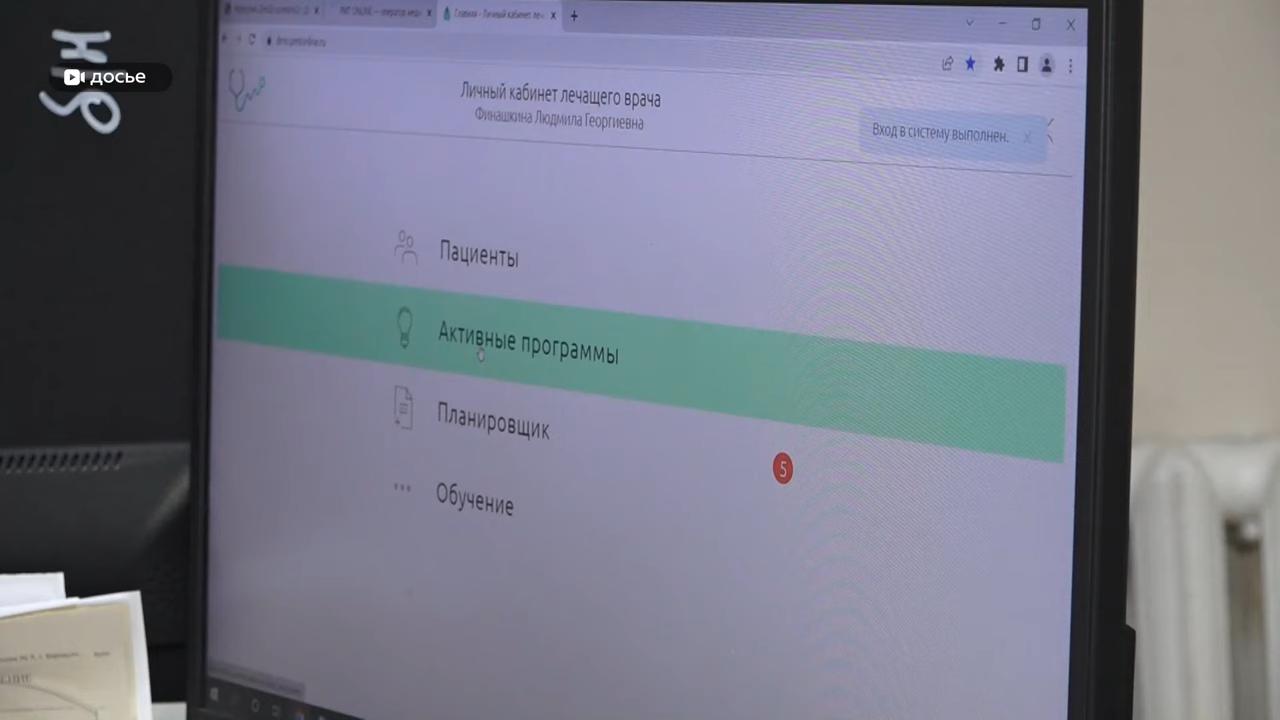 досье
Личный кабинет лечащего врача
Финашкина Людмила Георгиевна
Вход в систему выполнен.
Пациенты
Активные программы
Планировщик
5
Обучение